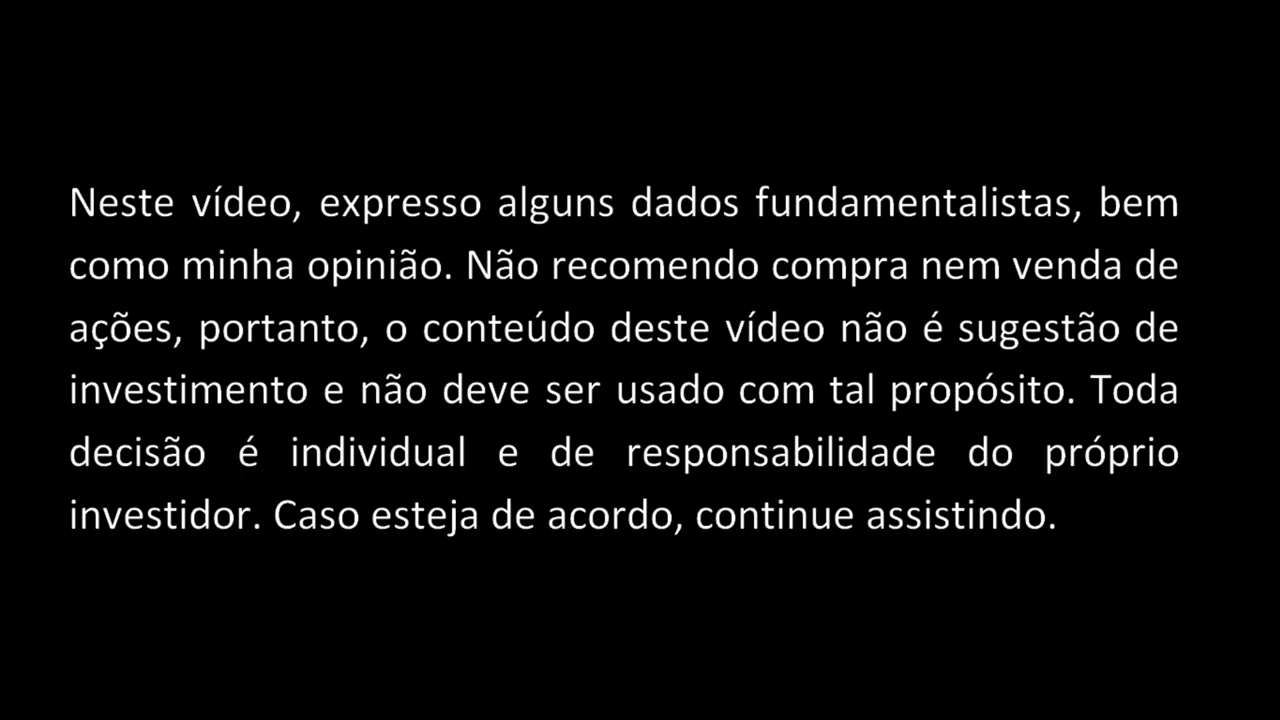 Neste vídeo, expresso alguns dados fundamentalistas, bem
como minha opinião. Não recomendo compra nem venda de
ações, portanto, o conteúdo deste vídeo não é sugestão de
investimento e não deve ser usado com tal propósito. Toda
decisão é individual e de responsabilidade do próprio
investidor. Caso esteja de acordo, continue assistindo.